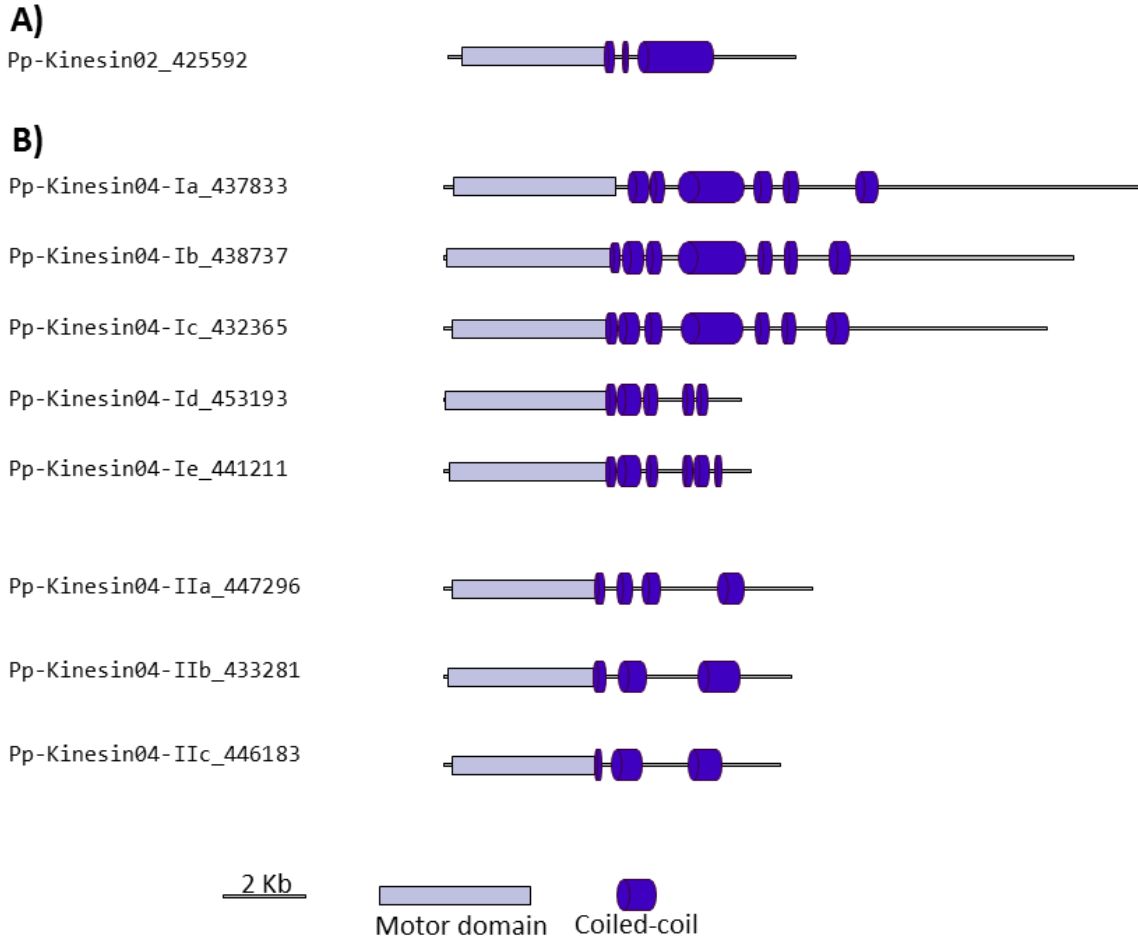 A)
Pp-Kinesin02_425592
B)
Pp-Kinesin04-Ia_437833
Pp-Kinesin04-Ib_438737
Pp-Kinesin04-Ic_432365
Pp-Kinesin04-Id_453193
Pp-Kinesin04-Ie_441211
Pp-Kinesin04-IIa_447296
Pp-Kinesin04-IIb_433281
Pp-Kinesin04-IIc_446183
2 Kb
Motor domain
Coiled-coil